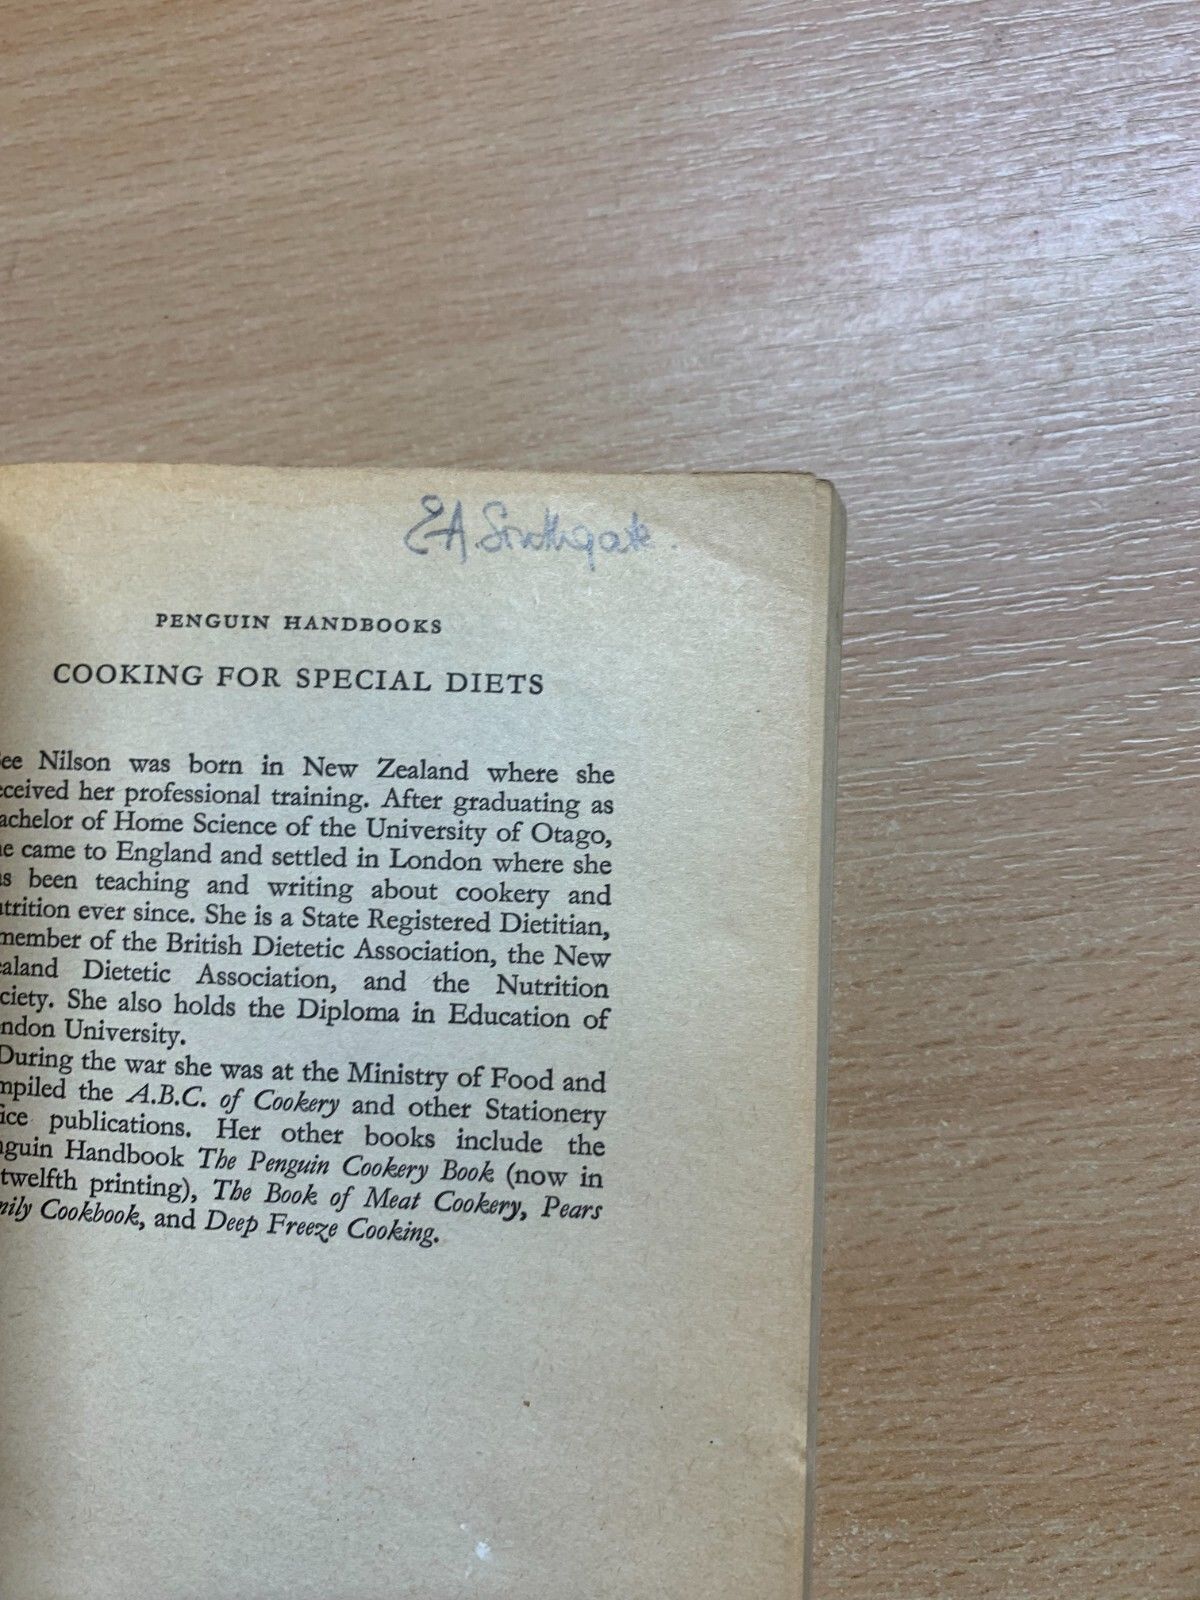 EA. Southgate.
PENGUIN HANDBOOKS
COOKING FOR SPECIAL DIETS
ee Nilson was born in New Zealand where she
ceived her professional training. After graduating as
achelor of Home Science of the University of Otago,
e came to England and settled in London where she
s been teaching and writing about cookery and
trition ever since. She is a State Registered Dietitian,
member of the British Dietetic Association, the New
aland Dietetic Association, and the Nutrition
ciety. She also holds the Diploma in Education of
ndon University.
During the war she was at the Ministry of Food and
mpiled the A.B.C. of Cookery and other Stationery
ice publications. Her other books include the
guin Handbook The Penguin Cookery Book (now in
twelfth printing), The Book of Meat Cookery, Pears
ily Cookbook, and Deep Freeze Cooking.